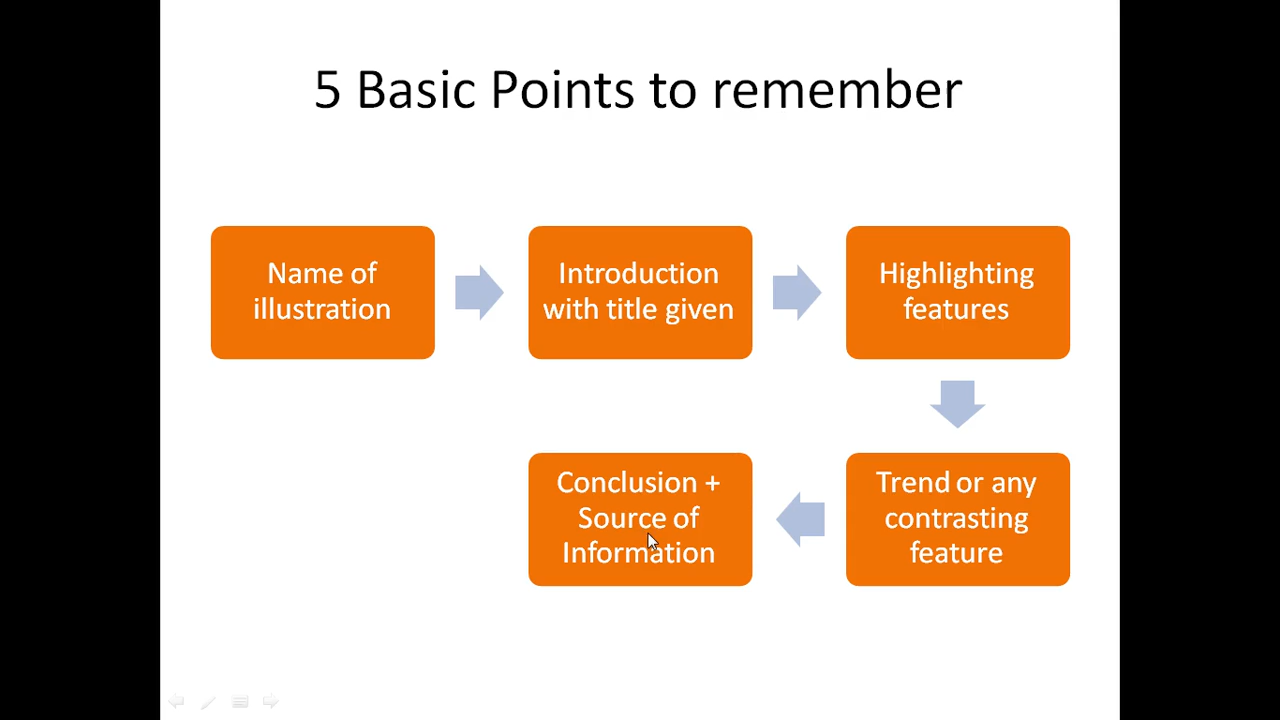 5 Basic Points to remember
Name of
illustration
Introduction
with title given
Highlighting
features
Trend or any
contrasting
feature
Conclusion +
Source of
Information